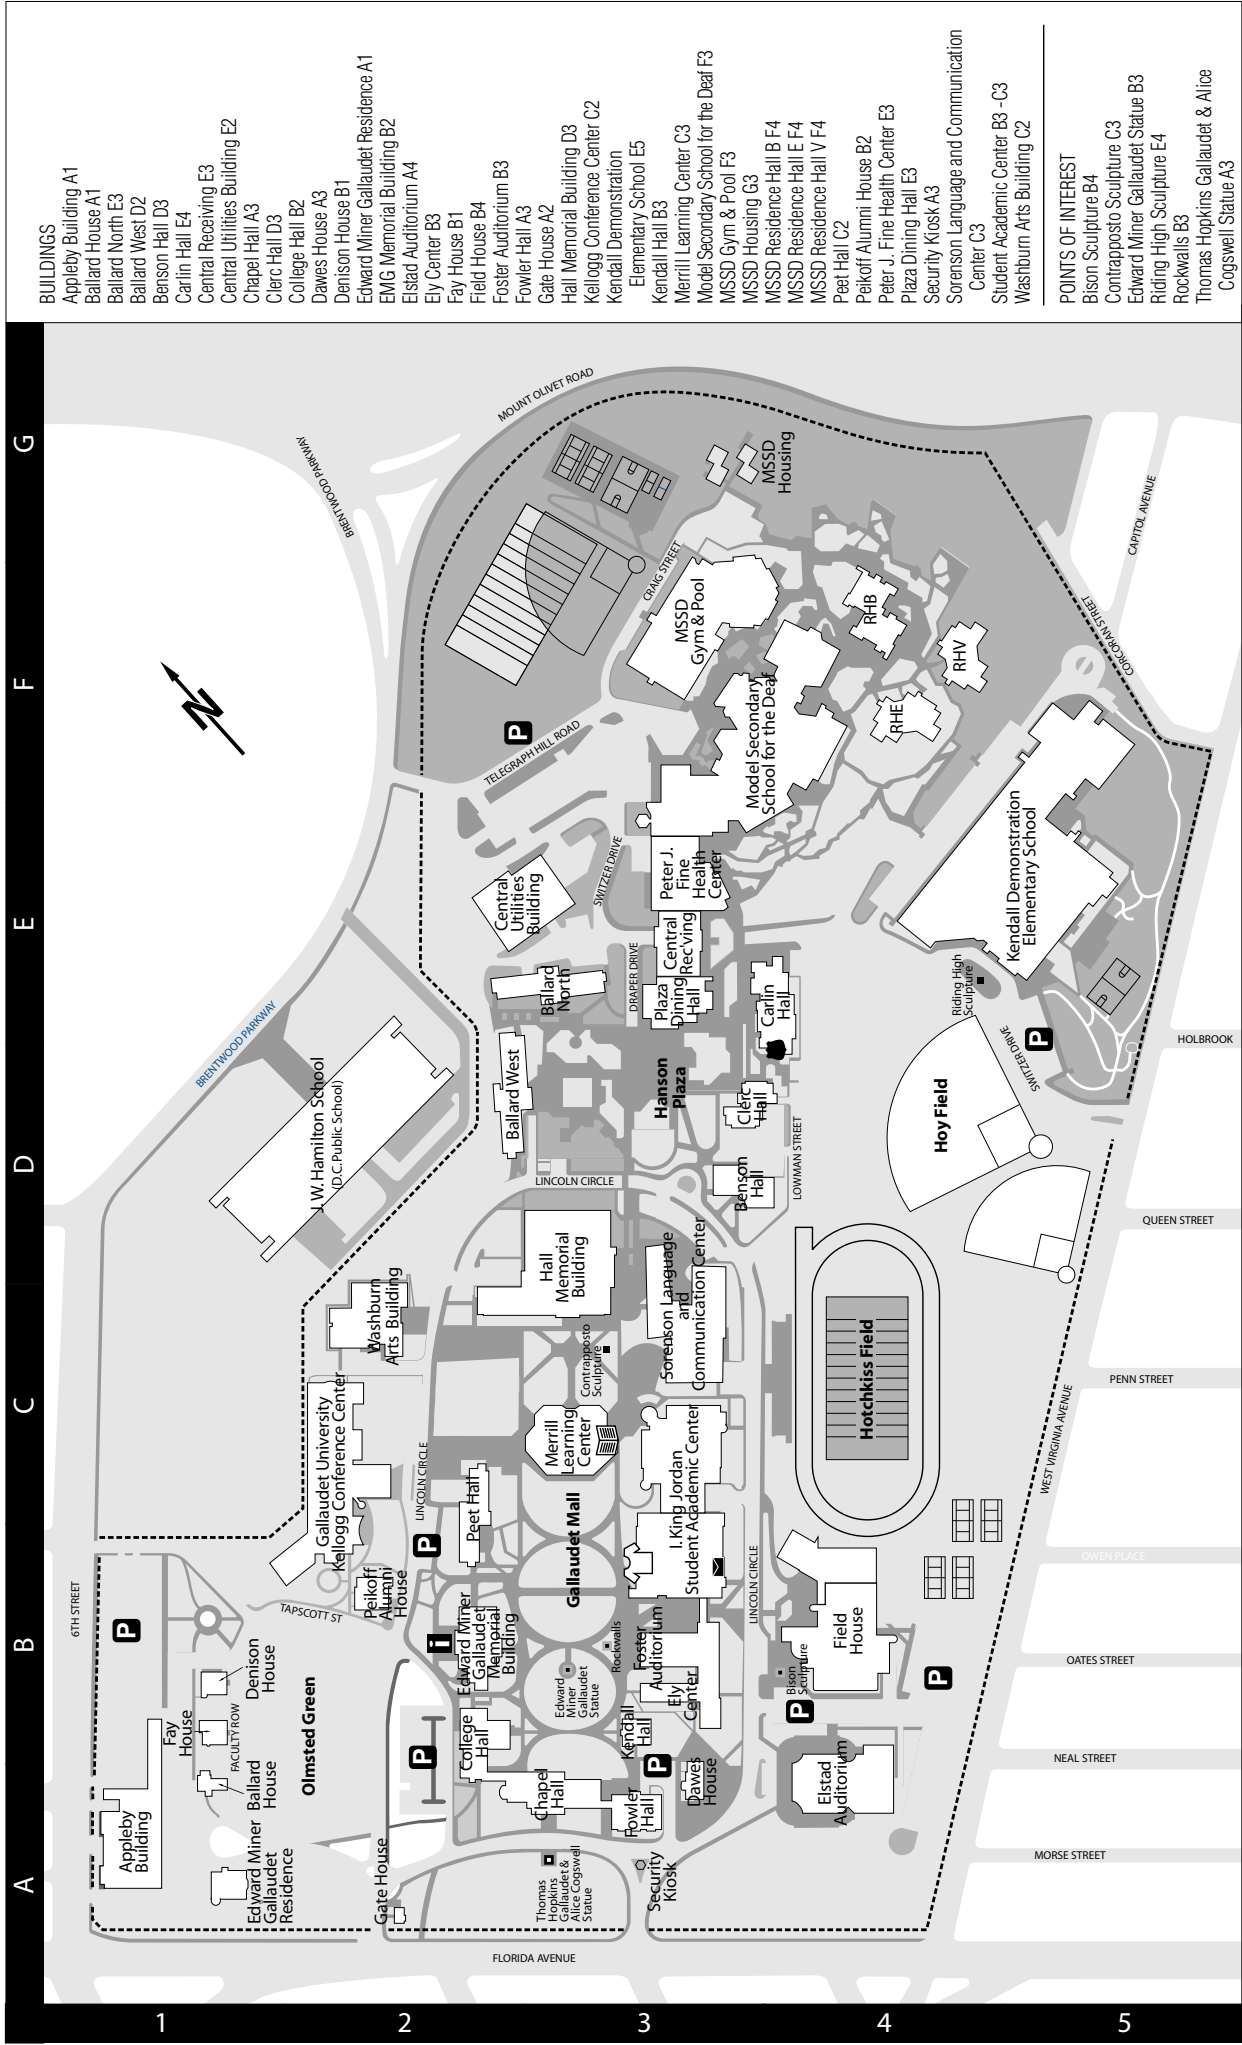 BUILDINGS
Appleby Building A1
Ballard House A1
Ballard North E3
Ballard West D2
Benson Hall D3
Carlin Hall E4
Central Receiving E3
Central Utilities Building E2
Chapel Hall A3
Clerc Hall D3
College Hall B2
Dawes House A3
Denison House B1
Edward Miner Gallaudet Residence A1
EMG Memorial Building B2
Elstad Auditorium A4
Ely Center B3
Fay House B1
Field House B4
Foster Auditorium B3
Fowler Hall A3
Gate House A2
Hall Memorial Building D3
Kellogg Conference Center C2
Kendall Demonstration
Elementary School E5
Kendall Hall B3
Merrill Learning Center C3
Model Secondary School for the Deaf F3
MSSD Gym & Pool F3
MSSD Housing G3
MSSD Residence Hall B F4
MSSD Residence Hall E F4
MSSD Residence Hall V F4
Peet Hall C2
Peikoff Alumni House B2
Peter J. Fine Health Center E3
Plaza Dining Hall E3
Security Kiosk A3
Sorenson Language and Communication
Center C3
Student Academic Center B3 -C3
Washburn Arts Building C2
POINTS OF INTEREST
Bison Sculpture B4
Contrapposto Sculpture C3
Edward Miner Gallaudet Statue B3
Riding High Sculpture E4
Rockwalls B3
Thomas Hopkins Gallaudet & Alice
Cogswell Statue A3
A
B
C
D
E
F
G
1
2
3
4
5
N
6TH STREET
P
Appleby
Building
Edward Miner
Gallaudet
Residence
Ballard
House
FACULTY ROW
Fay
House
Denison
House
Olmsted Green
TAPSCOTT ST
Peikoff
Alumni
House
Gallaudet University
Kellogg Conference Center
Washburn
Arts Building
J. W. Hamilton School
(D.C. Public School)
BRENTWOOD PARKWAY
BRENTWOOD PARKWAY
MOUNT OLIVET ROAD
Gate House
P
LINCOLN CIRCLE
P
i
College
Hall
Edward Miner
Gallaudet
Memorial
Building
Peet Hall
Hall
Memorial
Building
LINCOLN CIRCLE
Ballard West
Ballard
North
Central
Utilities
Building
SWITZER DRIVE
TELEGRAPH HILL ROAD
P
CRAIG STREET
MSSD
Gym & Pool
MSSD
Housing
Chapel
Hall
Thomas
Hopkins
Gallaudet &
Alice Cogswell
Statue
Edward
Miner
Gallaudet
Statue
Gallaudet Mall
Rockwalls
Merrill
Learning
Center
Contrapposto
Sculpture
Hanson
Plaza
DRAPER DRIVE
Plaza
Dining
Hall
Central
Rec'ving
Peter J.
Fine
Health
Center
Model Secondary
School for the Deaf
RHB
RHE
RHV
Fowler
Hall
P
Kendall
Hall
Dawes
House
Security
Kiosk
Ely
Center
Foster
Auditorium
I. King Jordan
Student Academic Center
Sorenson Language
and
Communication Center
Benson
Hall
Clerc
Hall
Carlin
Hall
LOWMAN STREET
LINCOLN CIRCLE
Bison
Sculpture
P
Elstad
Auditorium
Field
House
P
Hotchkiss Field
Hoy Field
Riding High
Sculpture
SWITZER DRIVE
P
Kendall Demonstration
Elementary School
CORCORAN STREET
CAPITOL AVENUE
FLORIDA AVENUE
WEST VIRGINIA AVENUE
MORSE STREET
NEAL STREET
OATES STREET
OWEN PLACE
PENN STREET
QUEEN STREET
HOLBROOK